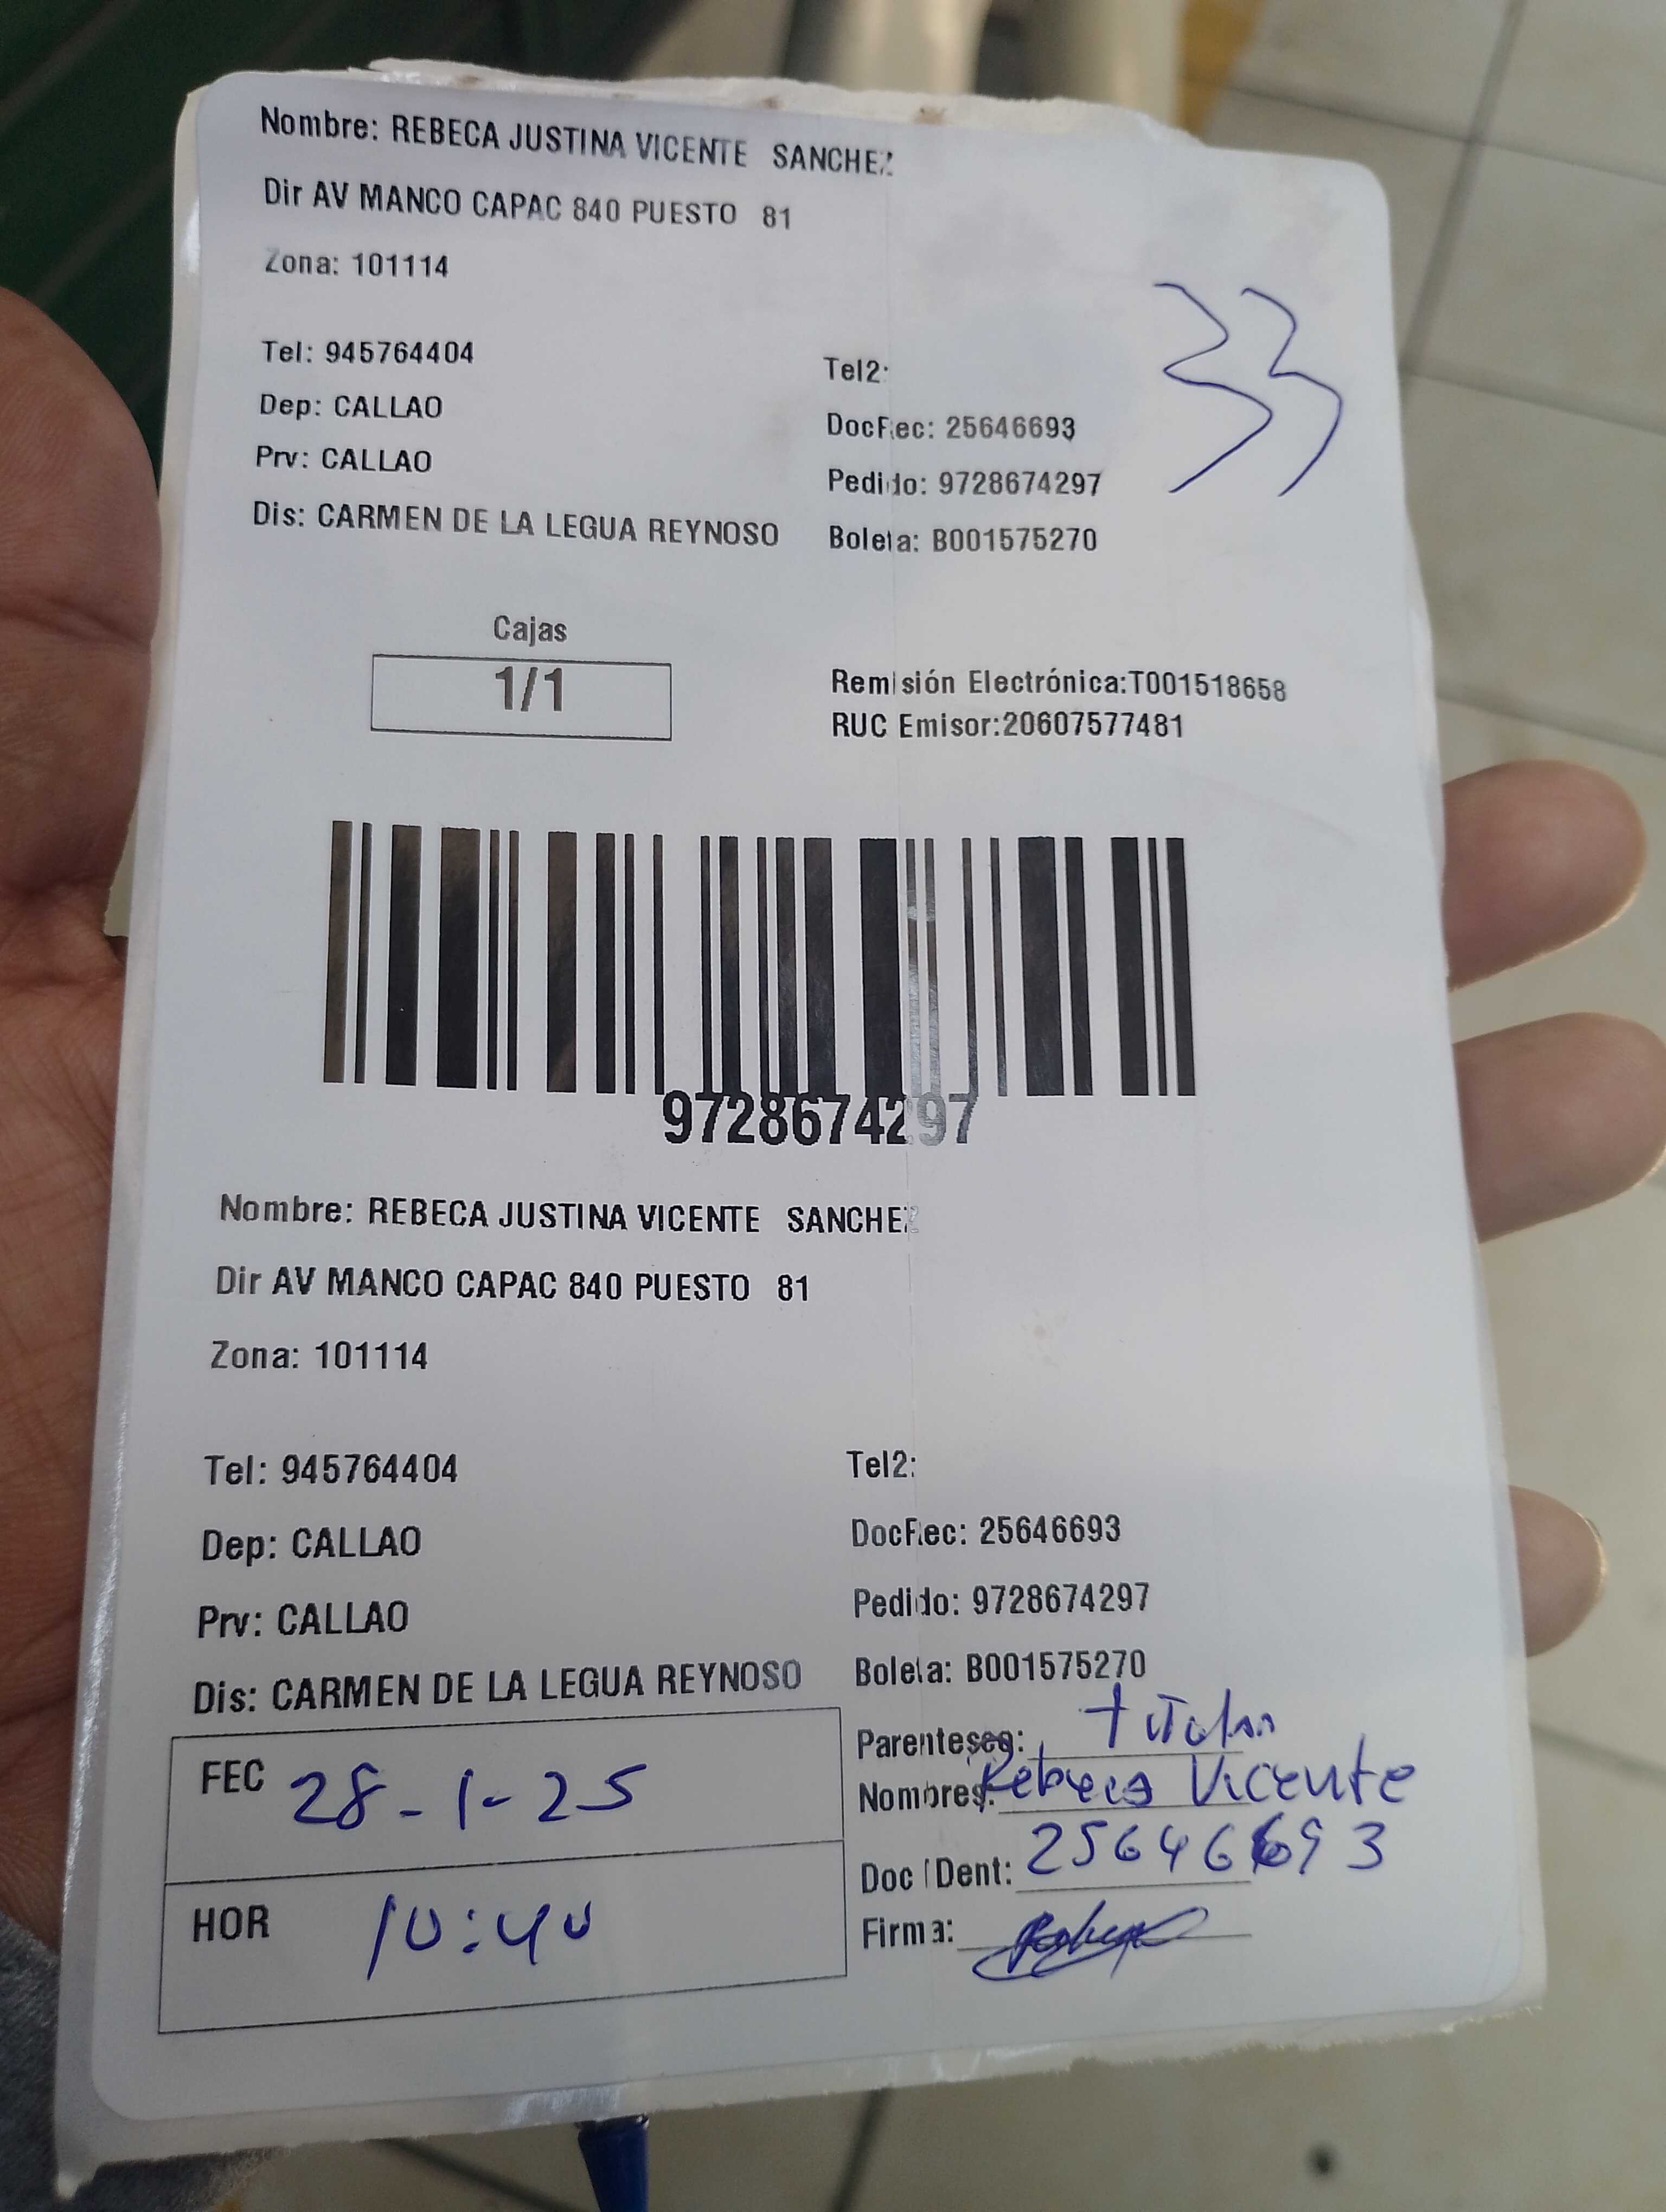 Nombre: REBECA JUSTINA VICENTE SANCHEZ
Dir AV MANCO CAPAC 840 PUESTO 81
Zona: 101114
33
Tel: 945764404 Tel2:
Dep: CALLAO DocRec: 25646693
Prv: CALLAO Pedido: 9728674297
Dis: CARMEN DE LA LEGUA REYNOSO Boleta: B001575270
Cajas
1/1
Remisión Electrónica:T001518658
RUC Emisor:20607577481
9728674297
Nombre: REBECA JUSTINA VICENTE SANCHEZ
Dir AV MANCO CAPAC 840 PUESTO 81
Zona: 101114
Tel: 945764404 Tel2:
Dep: CALLAO DocRec: 25646693
Prv: CALLAO Pedido: 9728674297
Dis: CARMEN DE LA LEGUA REYNOSO Boleta: B001575270
FEC 28-1-25
HOR 10:40
Parentesco: titular
Nombres: Rebeca Vicente
Doc IDent: 25646693
Firma: